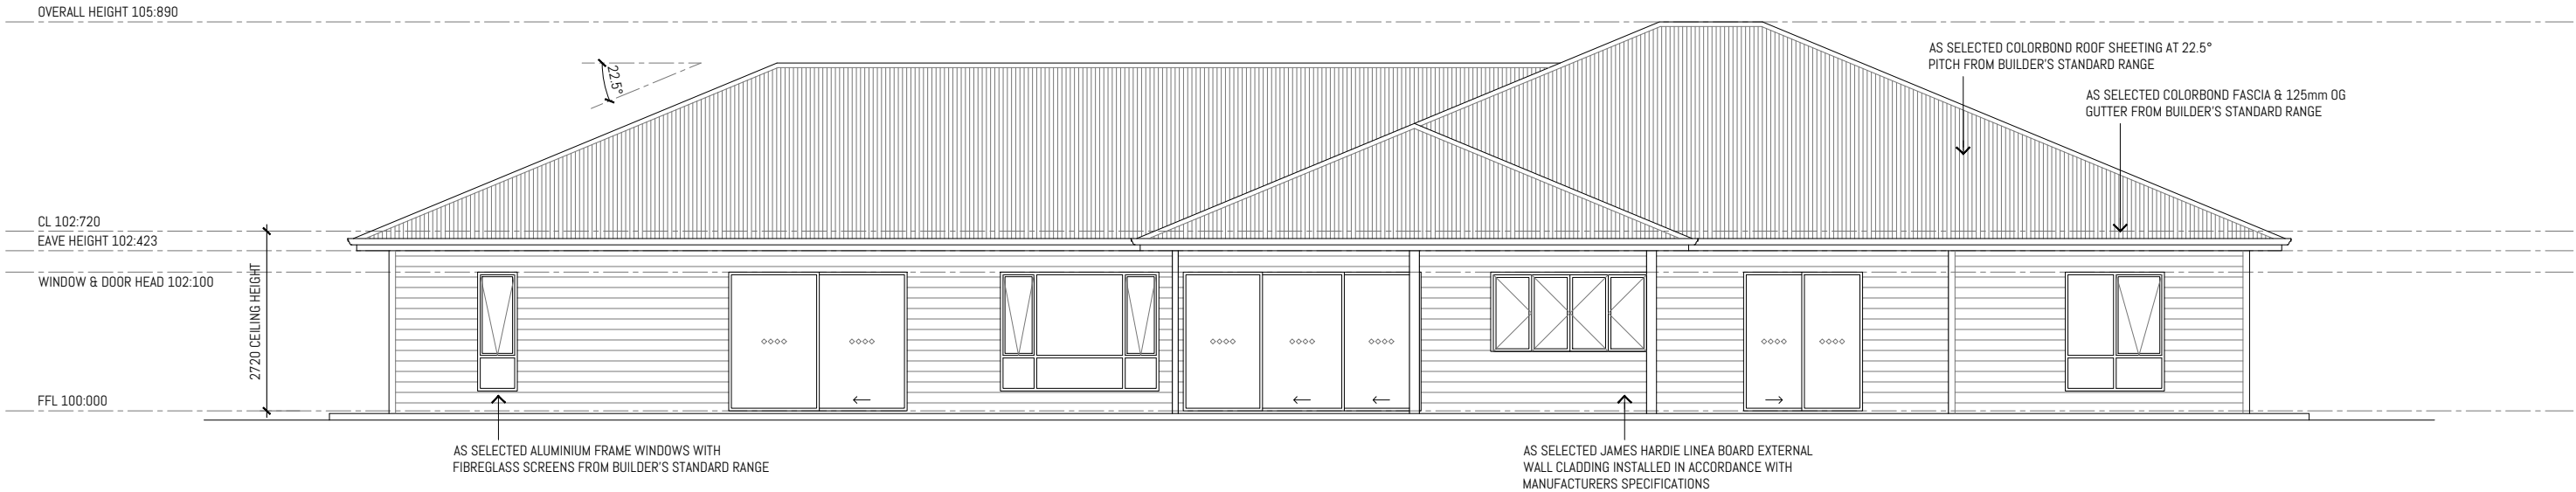 OVERALL HEIGHT 105:890
22.5°
AS SELECTED COLORBOND ROOF SHEETING AT 22.5°
PITCH FROM BUILDER'S STANDARD RANGE
AS SELECTED COLORBOND FASCIA & 125mm OG
GUTTER FROM BUILDER'S STANDARD RANGE
CL 102:720
EAVE HEIGHT 102:423
WINDOW & DOOR HEAD 102:100
2720 CEILING HEIGHT
FFL 100:000
AS SELECTED ALUMINIUM FRAME WINDOWS WITH
FIBREGLASS SCREENS FROM BUILDER'S STANDARD RANGE
AS SELECTED JAMES HARDIE LINEA BOARD EXTERNAL
WALL CLADDING INSTALLED IN ACCORDANCE WITH
MANUFACTURERS SPECIFICATIONS